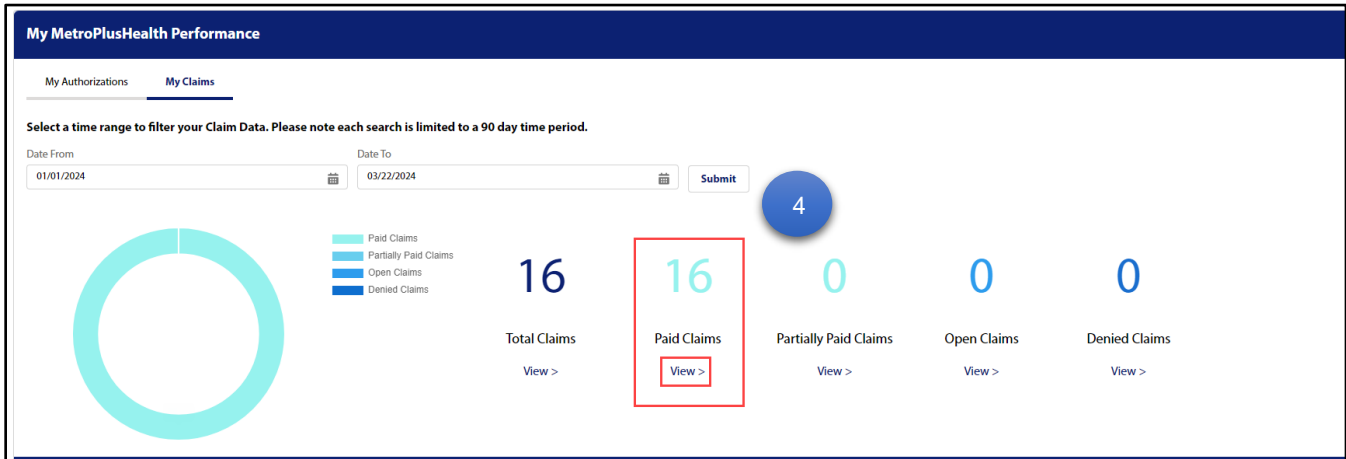 My MetroPlusHealth Performance
My Authorizations My Claims
Select a time range to filter your Claim Data. Please note each search is limited to a 90 day time period.
Date From Date To
01/01/2024 03/22/2024 Submit
4
Paid Claims
Partially Paid Claims
Open Claims
Denied Claims
16 16 0 0 0
Total Claims Paid Claims Partially Paid Claims Open Claims Denied Claims
View > View > View > View > View >